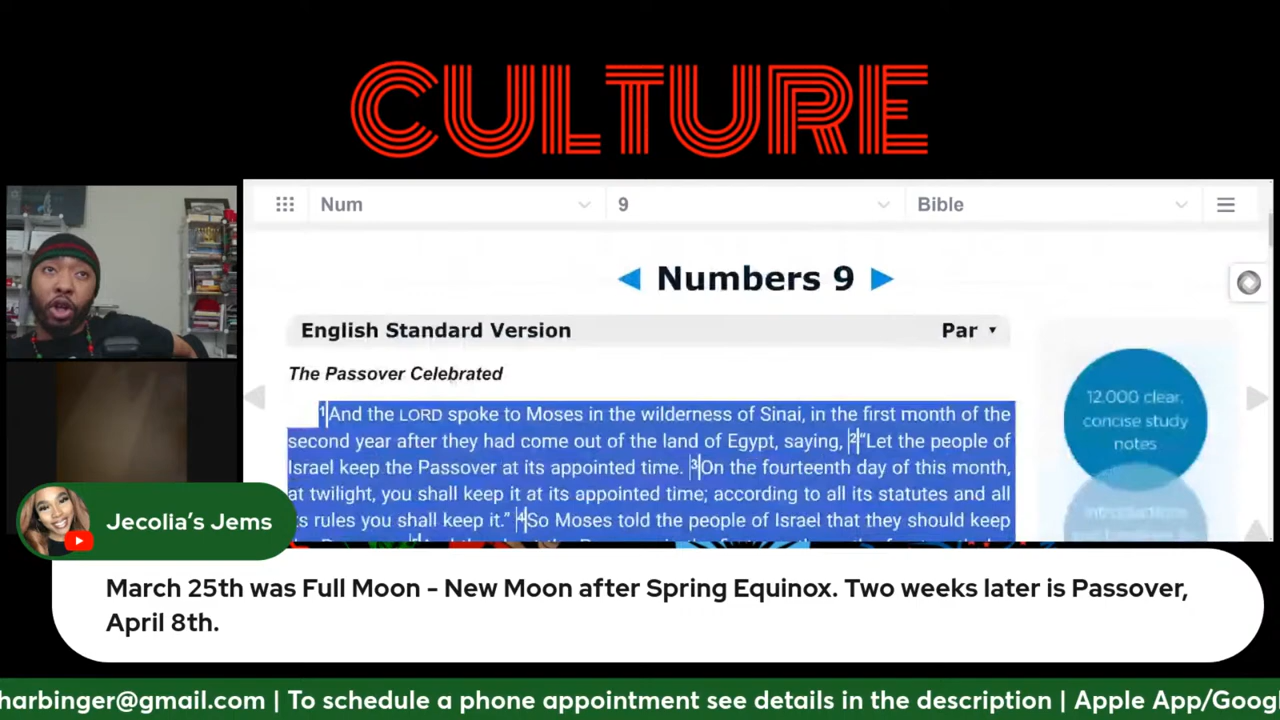 CULTURE
Num 9 Bible
Numbers 9
English Standard Version Par
The Passover Celebrated
1And the LORD spoke to Moses in the wilderness of Sinai, in the first month of the
second year after they had come out of the land of Egypt, saying, 2“Let the people of
Israel keep the Passover at its appointed time. 3On the fourteenth day of this month,
at twilight, you shall keep it at its appointed time; according to all its statutes and all
rules you shall keep it.” 4So Moses told the people of Israel that they should keep
12,000 clear,
concise study
notes
introductions
Jecolia’s Jems
March 25th was Full Moon - New Moon after Spring Equinox. Two weeks later is Passover,
April 8th.
harbinger@gmail.com | To schedule a phone appointment see details in the description | Apple App/Goog